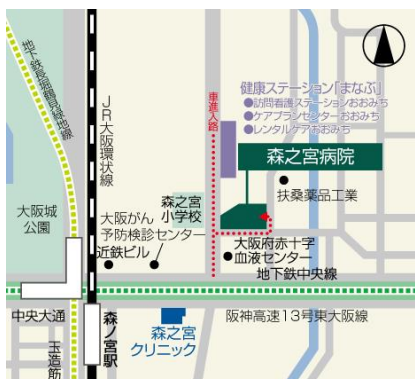 地下鉄長堀鶴見緑地線
JR大阪環状線
車進入路
健康ステーション「まなぶ」
●訪問看護ステーションおおみち
●ケアプランセンターおおみち
●レンタルケアおおみち
森之宮病院
森之宮
小学校
扶桑薬品工業
大阪城
公園
大阪がん
予防検診センター
近鉄ビル
大阪府赤十字
血液センター
地下鉄中央線
中央大通
森ノ宮駅
玉造筋
森之宮
クリニック
阪神高速13号東大阪線